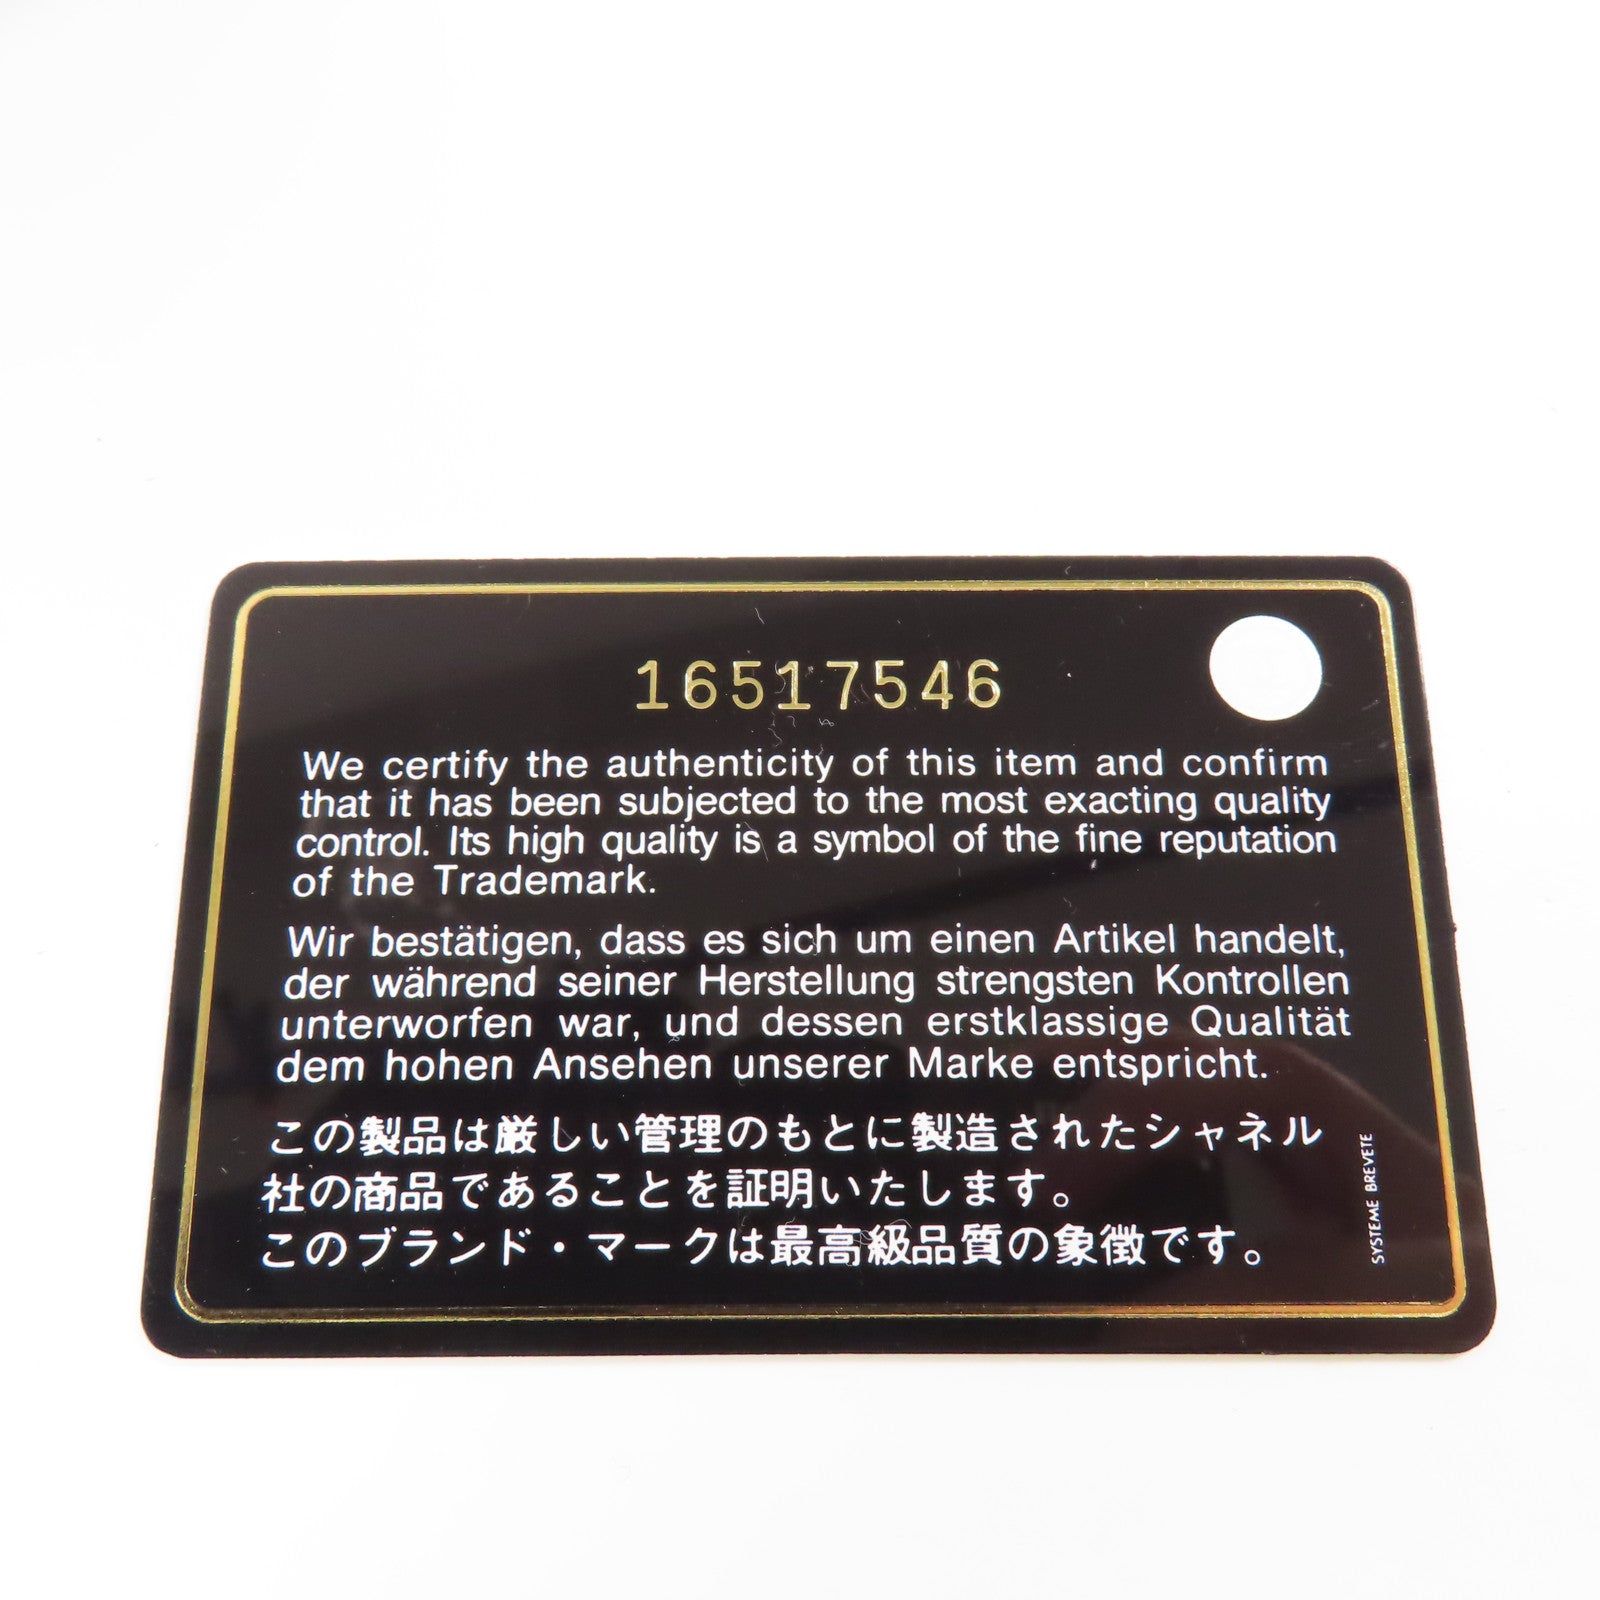 16517546
We certify the authenticity of this item and confirm
that it has been subjected to the most exacting quality
control. Its high quality is a symbol of the fine reputation
of the Trademark.
Wir bestätigen, dass es sich um einen Artikel handelt,
der während seiner Herstellung strengsten Kontrollen
unterworfen war, und dessen erstklassige Qualität
dem hohen Ansehen unserer Marke entspricht.
この製品は厳しい管理のもとに製造されたシャネル
社の商品であることを証明いたします。
このブランド・マークは最高級品質の象徴です。
SYSTEME BREVETE